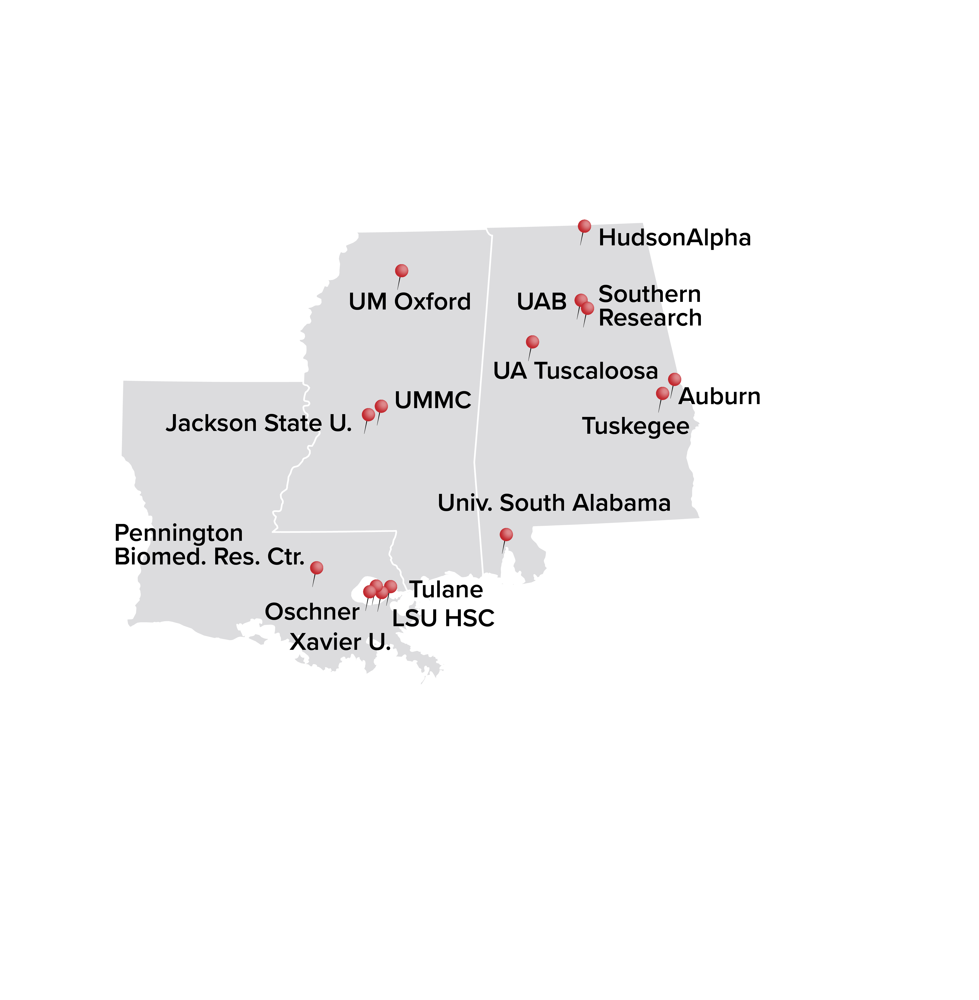 HudsonAlpha
UM Oxford
UAB
Southern
Research
UA Tuscaloosa
Auburn
UMMC
Jackson State U.
Tuskegee
Univ. South Alabama
Pennington
Biomed. Res. Ctr.
Tulane
Oschner
LSU HSC
Xavier U.